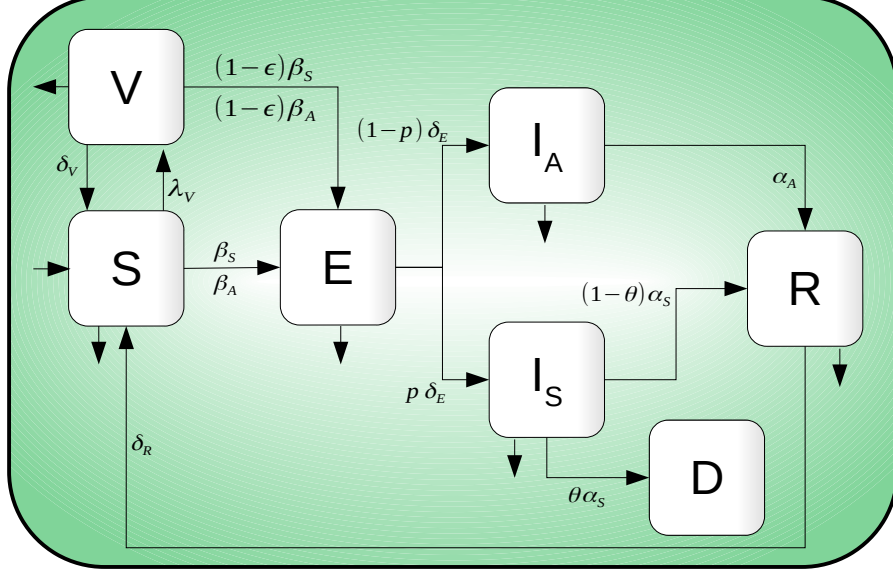 V
(1-ϵ)β_S
(1-ϵ)β_A
δ_V
λ_V
(1-p) δ_E
I_A
α_A
S
β_S
β_A
E
R
(1-θ)α_S
p δ_E
I_S
δ_R
θα_S
D